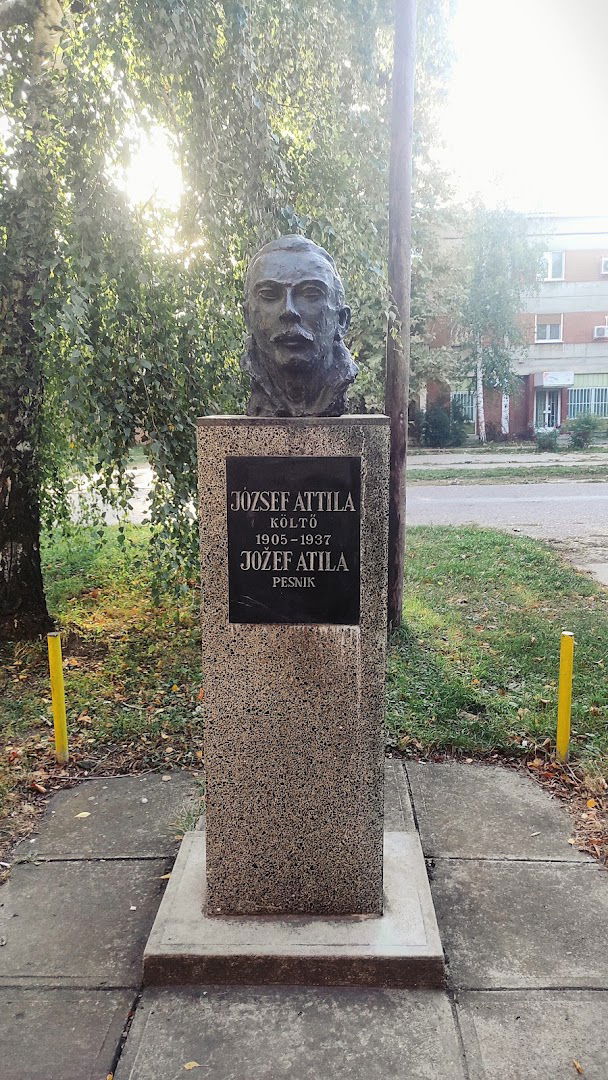 JÓZSEF ATTILA
KÖLTŐ
1905-1937
JOŽEF ATILA
PESNIK